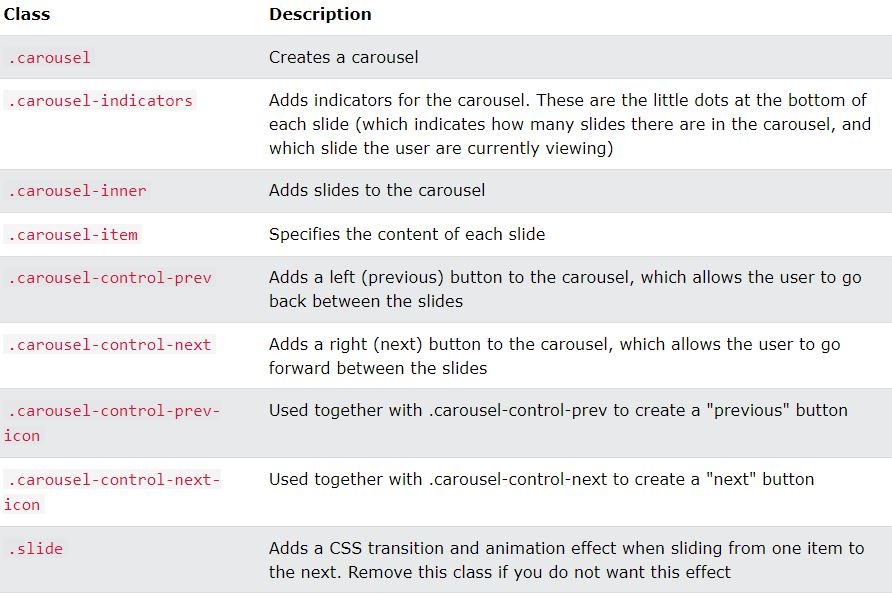 Class Description
.carousel Creates a carousel
.carousel-indicators Adds indicators for the carousel. These are the little dots at the bottom of
each slide (which indicates how many slides there are in the carousel, and
which slide the user are currently viewing)
.carousel-inner Adds slides to the carousel
.carousel-item Specifies the content of each slide
.carousel-control-prev Adds a left (previous) button to the carousel, which allows the user to go
back between the slides
.carousel-control-next Adds a right (next) button to the carousel, which allows the user to go
forward between the slides
.carousel-control-prev- Used together with .carousel-control-prev to create a "previous" button
icon
.carousel-control-next- Used together with .carousel-control-next to create a "next" button
icon
.slide Adds a CSS transition and animation effect when sliding from one item to
the next. Remove this class if you do not want this effect